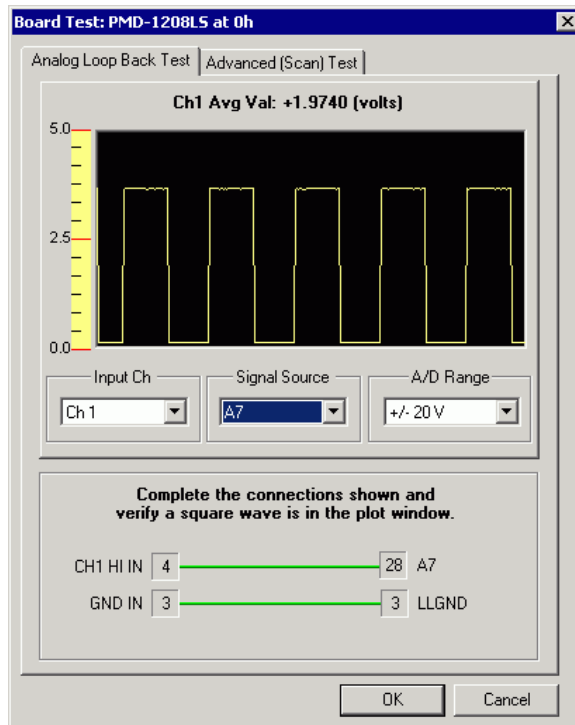 Board Test: PMD-1208LS at 0h
Analog Loop Back Test Advanced (Scan) Test
Ch1 Avg Val: +1.9740 (volts)
5.0
2.5
0.0
Input Ch Signal Source A/D Range
Ch 1 A7 +/- 20 V
Complete the connections shown and
verify a square wave is in the plot window.
CH1 HI IN 4 28 A7
GND IN 3 3 LLGND
OK Cancel